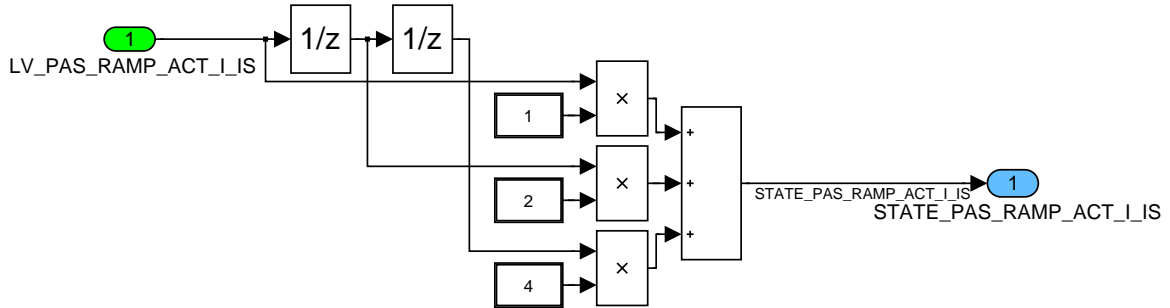 1
LV_PAS_RAMP_ACT_I_IS
1/z
1/z
×
1
+
×
2
+
STATE_PAS_RAMP_ACT_I_IS
1
STATE_PAS_RAMP_ACT_I_IS
+
×
4